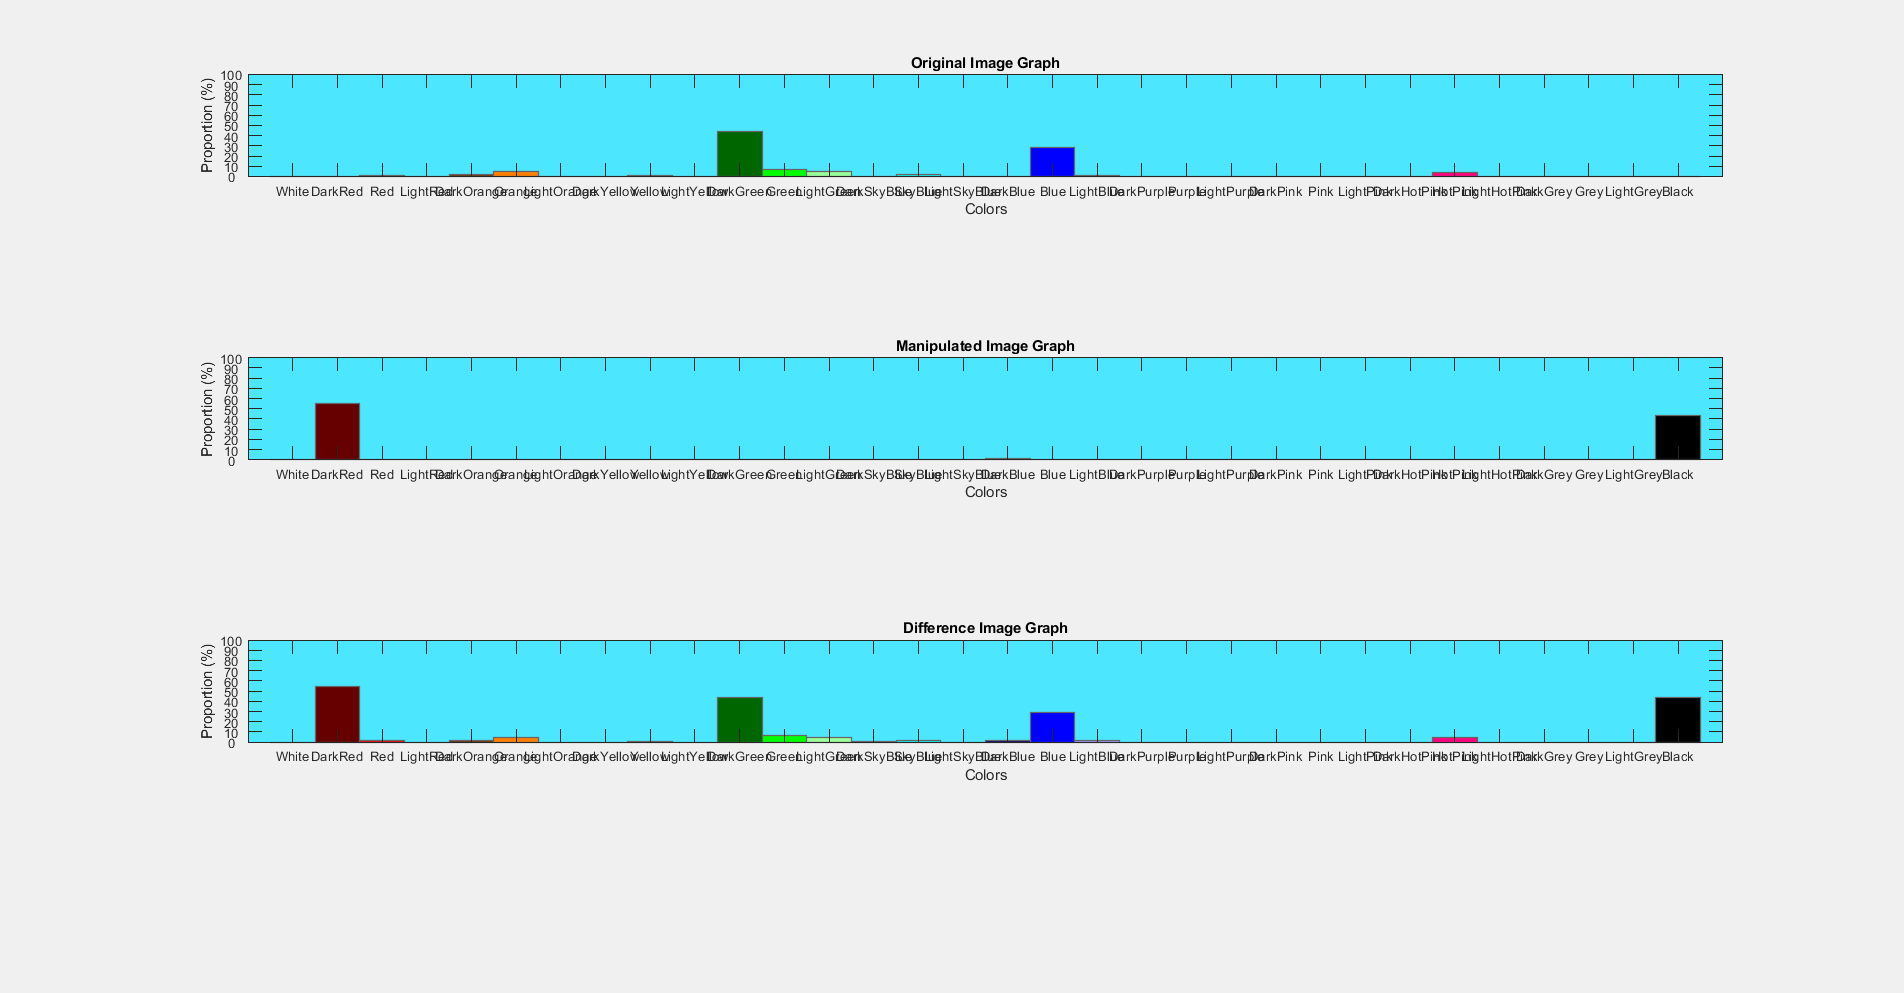 Original Image Graph
Proportion (%)
100
90
80
70
60
50
40
30
20
10
0
White DarkRed Red LightRed DarkOrange Orange LightOrange DarkYellow Yellow LightYellow DarkGreen Green LightGreen DarkSkyBlue SkyBlue LightSkyBlue DarkBlue Blue LightBlue DarkPurple Purple LightPurple DarkPink Pink LightPink DarkHotPink HotPink LightHotPink DarkGrey Grey LightGrey Black
Colors
Manipulated Image Graph
Proportion (%)
100
90
80
70
60
50
40
30
20
10
0
White DarkRed Red LightRed DarkOrange Orange LightOrange DarkYellow Yellow LightYellow DarkGreen Green LightGreen DarkSkyBlue SkyBlue LightSkyBlue DarkBlue Blue LightBlue DarkPurple Purple LightPurple DarkPink Pink LightPink DarkHotPink HotPink LightHotPink DarkGrey Grey LightGrey Black
Colors
Difference Image Graph
Proportion (%)
100
90
80
70
60
50
40
30
20
10
0
White DarkRed Red LightRed DarkOrange Orange LightOrange DarkYellow Yellow LightYellow DarkGreen Green LightGreen DarkSkyBlue SkyBlue LightSkyBlue DarkBlue Blue LightBlue DarkPurple Purple LightPurple DarkPink Pink LightPink DarkHotPink HotPink LightHotPink DarkGrey Grey LightGrey Black
Colors